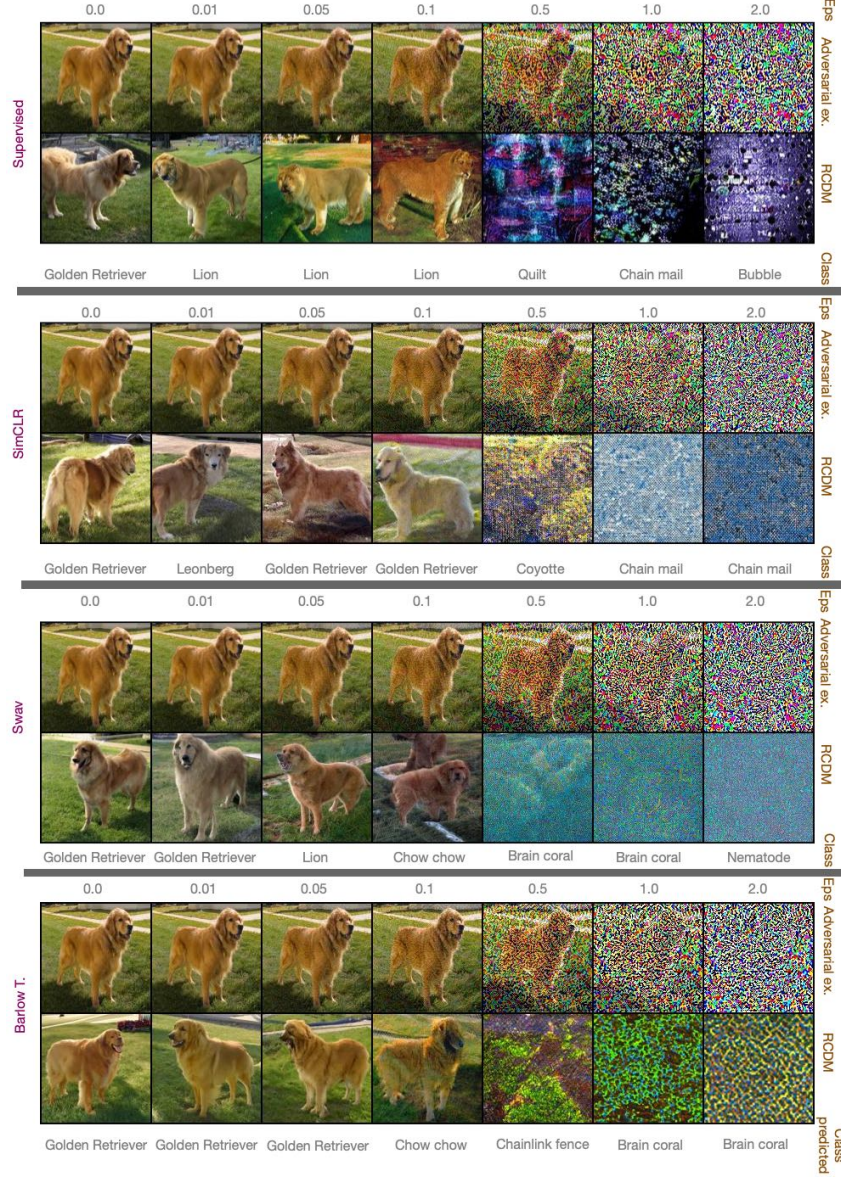 0.0 0.01 0.05 0.1 0.5 1.0 2.0 Eps
Adversarial ex.
Supervised
RCDM
Golden Retriever Lion Lion Lion Quilt Chain mail Bubble Class
0.0 0.01 0.05 0.1 0.5 1.0 2.0 Eps
Adversarial ex.
SimCLR
RCDM
Golden Retriever Leonberg Golden Retriever Golden Retriever Coyotte Chain mail Chain mail Class
0.0 0.01 0.05 0.1 0.5 1.0 2.0 Eps
Adversarial ex.
Swav
RCDM
Golden Retriever Golden Retriever Lion Chow chow Brain coral Brain coral Nematode Class
0.0 0.01 0.05 0.1 0.5 1.0 2.0 Eps
Adversarial ex.
Barlow T.
RCDM
Golden Retriever Golden Retriever Golden Retriever Chow chow Chainlink fence Brain coral Brain coral Class
predicted